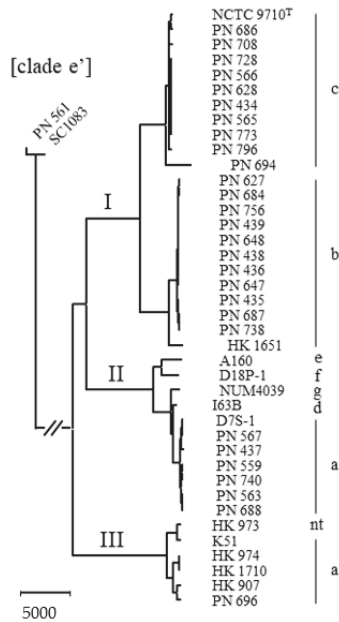 NCTC 9710ᵀ
PN 686
PN 708
[clade e']
PN 728
PN 566
PN 628
c
PN 434
PN 565
PN 773
PN 796
PN 561
SC1083
PN 694
PN 627
PN 684
I
PN 756
PN 439
PN 648
b
PN 438
PN 436
PN 647
PN 435
PN 687
PN 738
HK 1651
A160 e
II
D18P-1 f
NUM4039 g
I63B d
D7S-1
PN 567
PN 437
PN 559
a
PN 740
PN 563
PN 688
HK 973 nt
III
K51
HK 974
HK 1710 a
HK 907
PN 696
5000